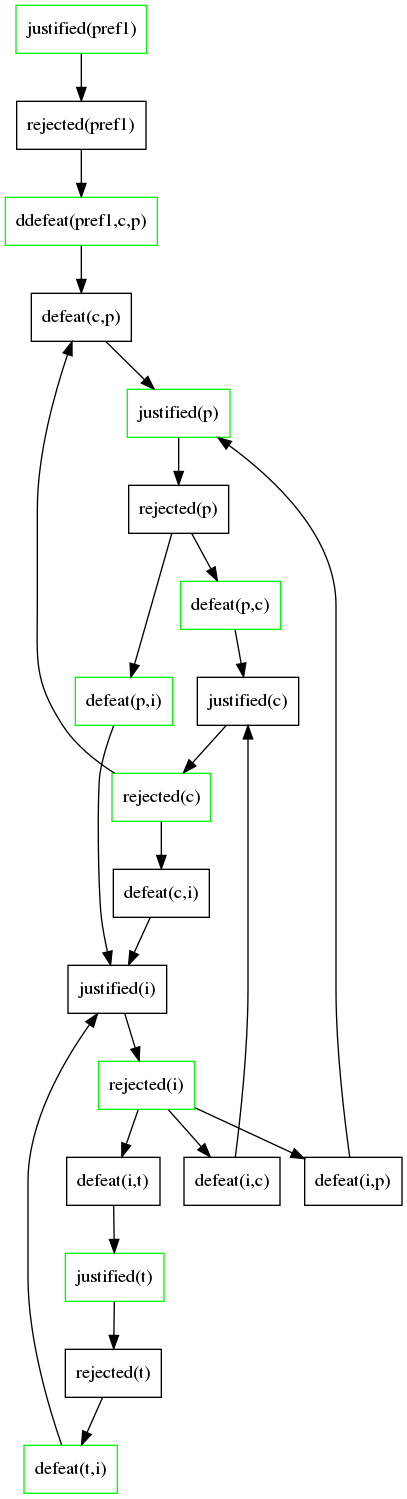 justified(pref1)
rejected(pref1)
ddefeat(pref1,c,p)
defeat(c,p)
justified(p)
rejected(p)
defeat(p,c)
defeat(p,i)
justified(c)
rejected(c)
defeat(c,i)
justified(i)
rejected(i)
defeat(i,t)
defeat(i,c)
defeat(i,p)
justified(t)
rejected(t)
defeat(t,i)